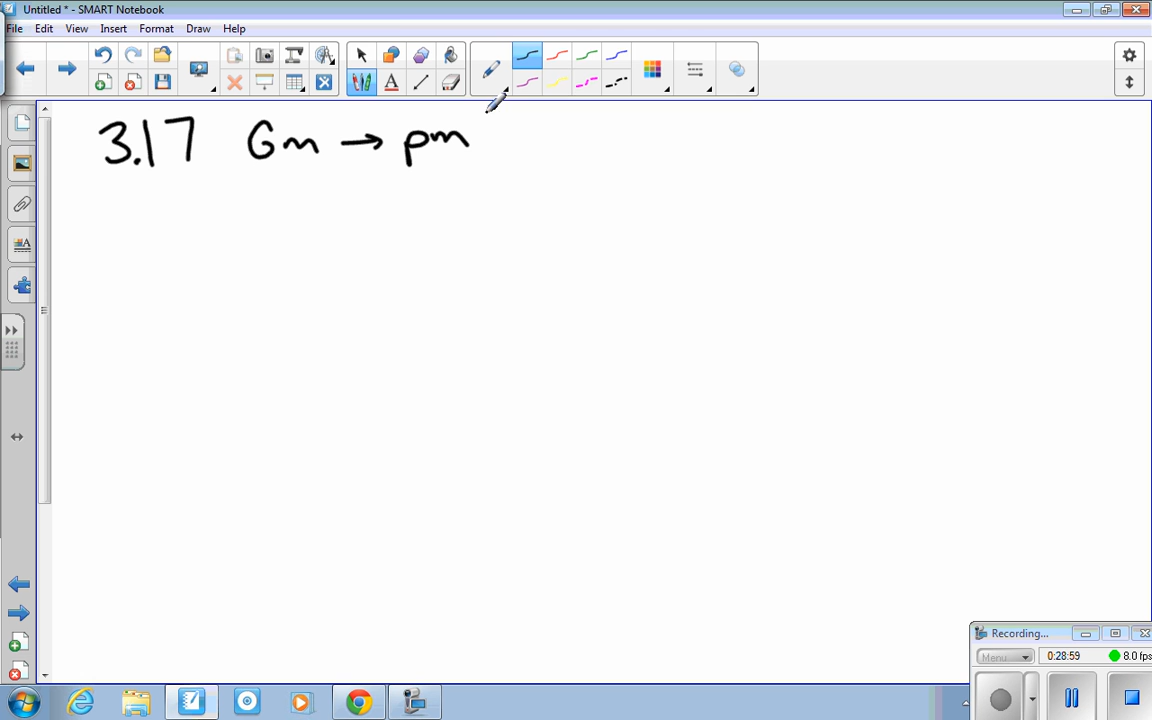 Untitled * - SMART Notebook
File Edit View Insert Format Draw Help
3.17 Gm → pm
Recording...
Menu 0:28:59 8.0 fps